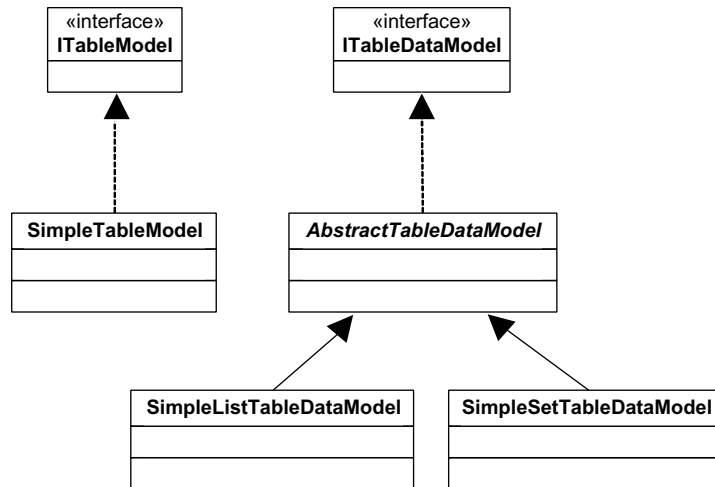 «interface»
ITableModel
«interface»
ITableDataModel
SimpleTableModel
AbstractTableDataModel
SimpleListTableDataModel
SimpleSetTableDataModel